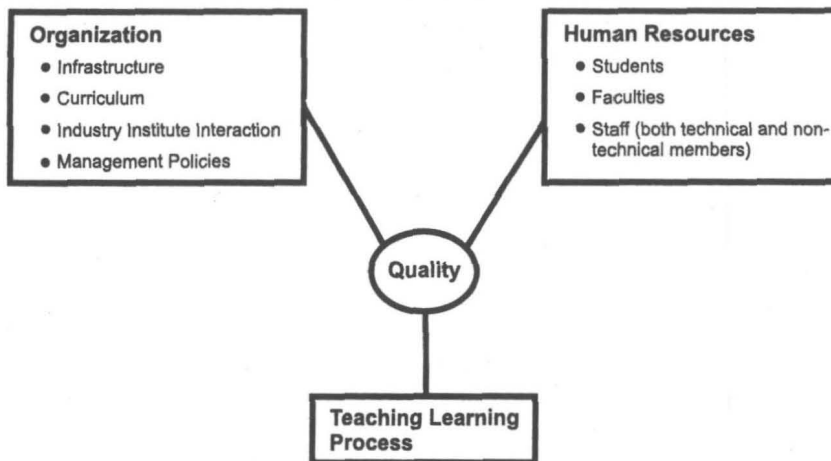 Organization
• Infrastructure
• Curriculum
• Industry Institute Interaction
• Management Policies
Human Resources
• Students
• Faculties
• Staff (both technical and non-
technical members)
Quality
Teaching Learning
Process